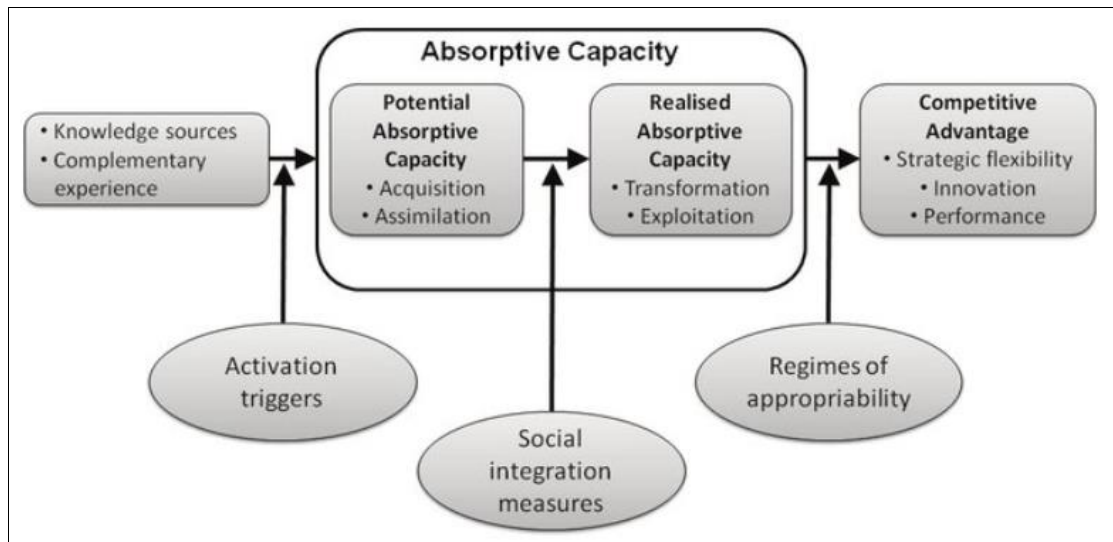 Absorptive Capacity
• Knowledge sources
• Complementary
experience
Potential
Absorptive
Capacity
• Acquisition
• Assimilation
Realised
Absorptive
Capacity
• Transformation
• Exploitation
Competitive
Advantage
• Strategic flexibility
• Innovation
• Performance
Activation
triggers
Social
integration
measures
Regimes of
appropriability